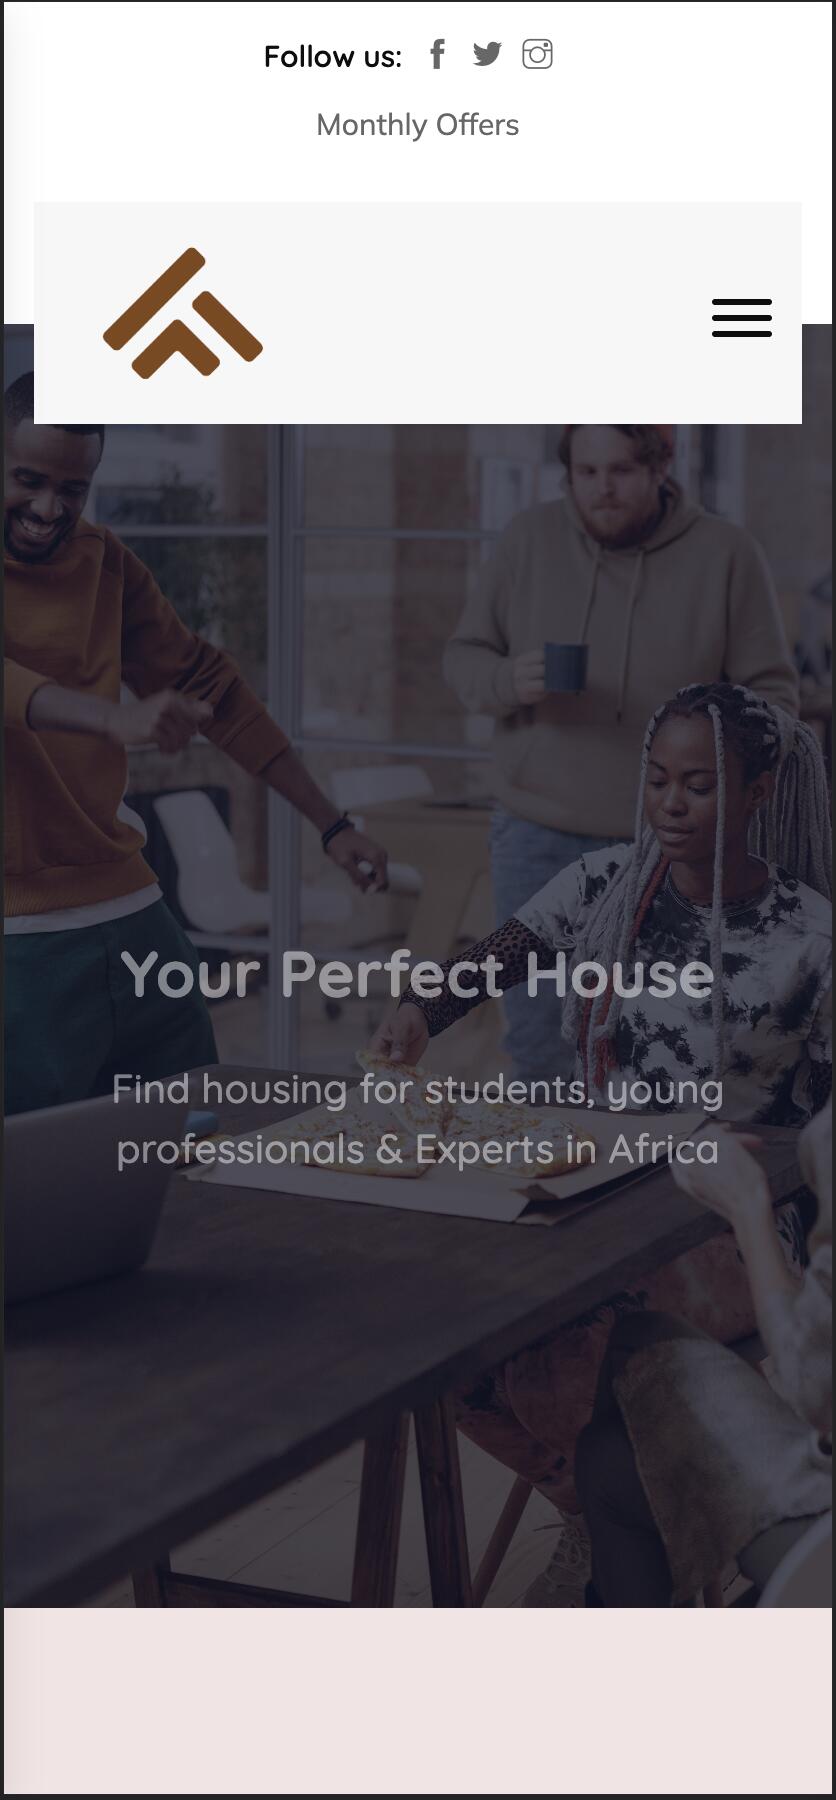 Follow us:
Monthly Offers
Your Perfect House
Find housing for students, young
professionals & Experts in Africa